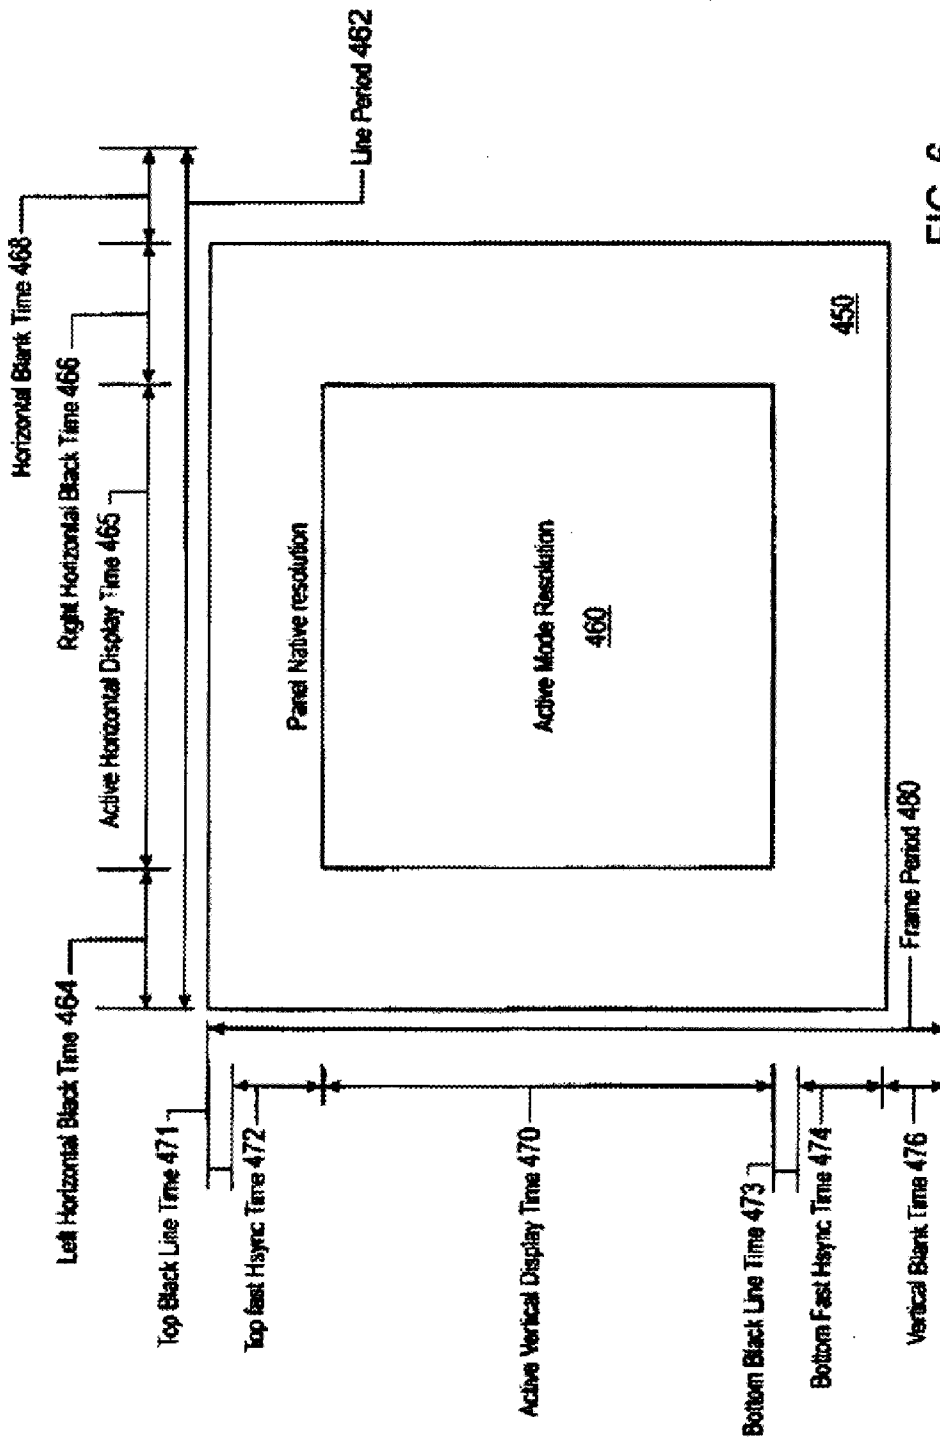 Horizontal Blank Time 468
Right Horizontal Black Time 466
Active Horizontal Display Time 465
Left Horizontal Black Time 464
Line Period 462
Top Black Line Time 471
Top fast Hsync Time 472
Panel Native resolution
Active Mode Resolution
460
450
Active Vertical Display Time 470
Bottom Black Line Time 473
Bottom Fast Hsync Time 474
Vertical Blank Time 476
Frame Period 480
FIG.